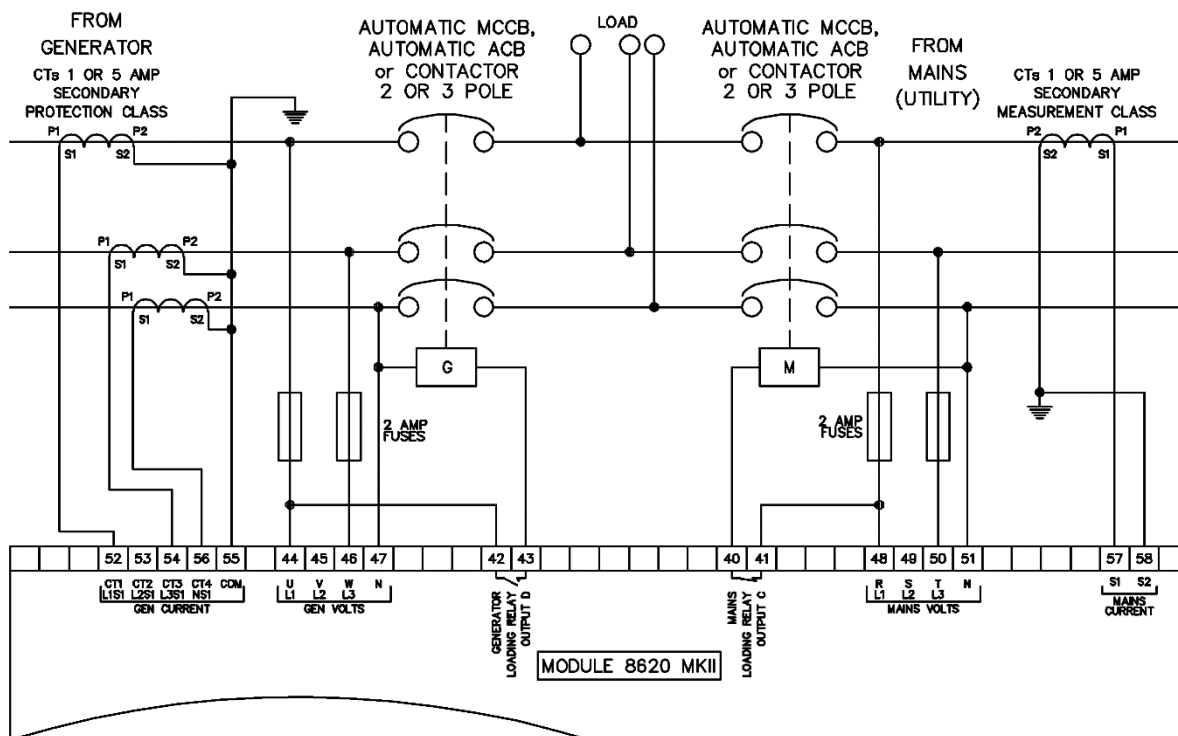 FROM
GENERATOR
CTs 1 OR 5 AMP
SECONDARY
PROTECTION CLASS
AUTOMATIC MCCB,
AUTOMATIC ACB
or CONTACTOR
2 OR 3 POLE
LOAD
AUTOMATIC MCCB,
AUTOMATIC ACB
or CONTACTOR
2 OR 3 POLE
FROM
MAINS
(UTILITY)
CTs 1 OR 5 AMP
SECONDARY
MEASUREMENT CLASS
P1 P2
S1 S2
P2 P1
S2 S1
P1 P2
S1 S2
P1 P2
S1 S2
G
M
2 AMP
FUSES
2 AMP
FUSES
52 53 54 56 55 44 45 46 47 42 43 40 41 48 49 50 51 57 58
CT1 CT2 CT3 CT4 COM
L1S1 L2S1 L3S1 NS1
GEN CURRENT
U V W N
L1 L2 L3
GEN VOLTS
GENERATOR
LOADING RELAY
OUTPUT D
MAINS
LOADING RELAY
OUTPUT C
R S T N
L1 L2 L3
MAINS VOLTS
S1 S2
MAINS
CURRENT
MODULE 8620 MKII